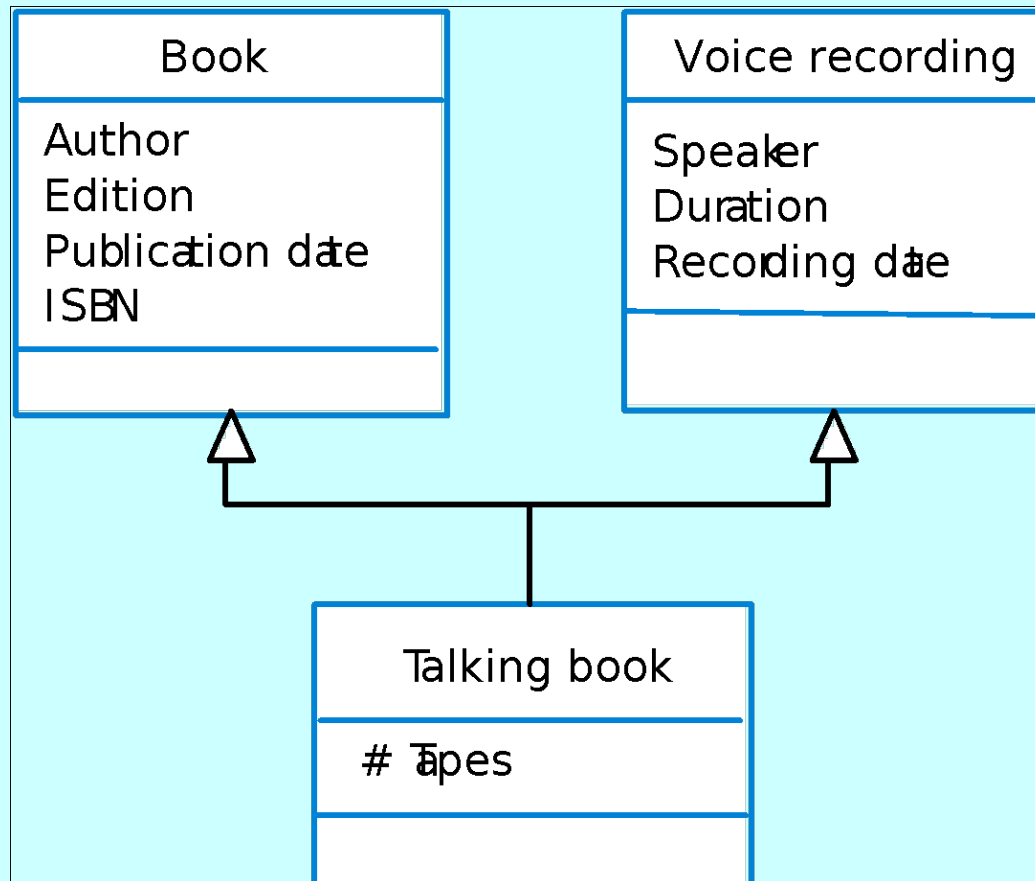 Book
Author
Edition
Publication date
ISBN
Voice recording
Speaker
Duration
Recording date
Talking book
# Tapes